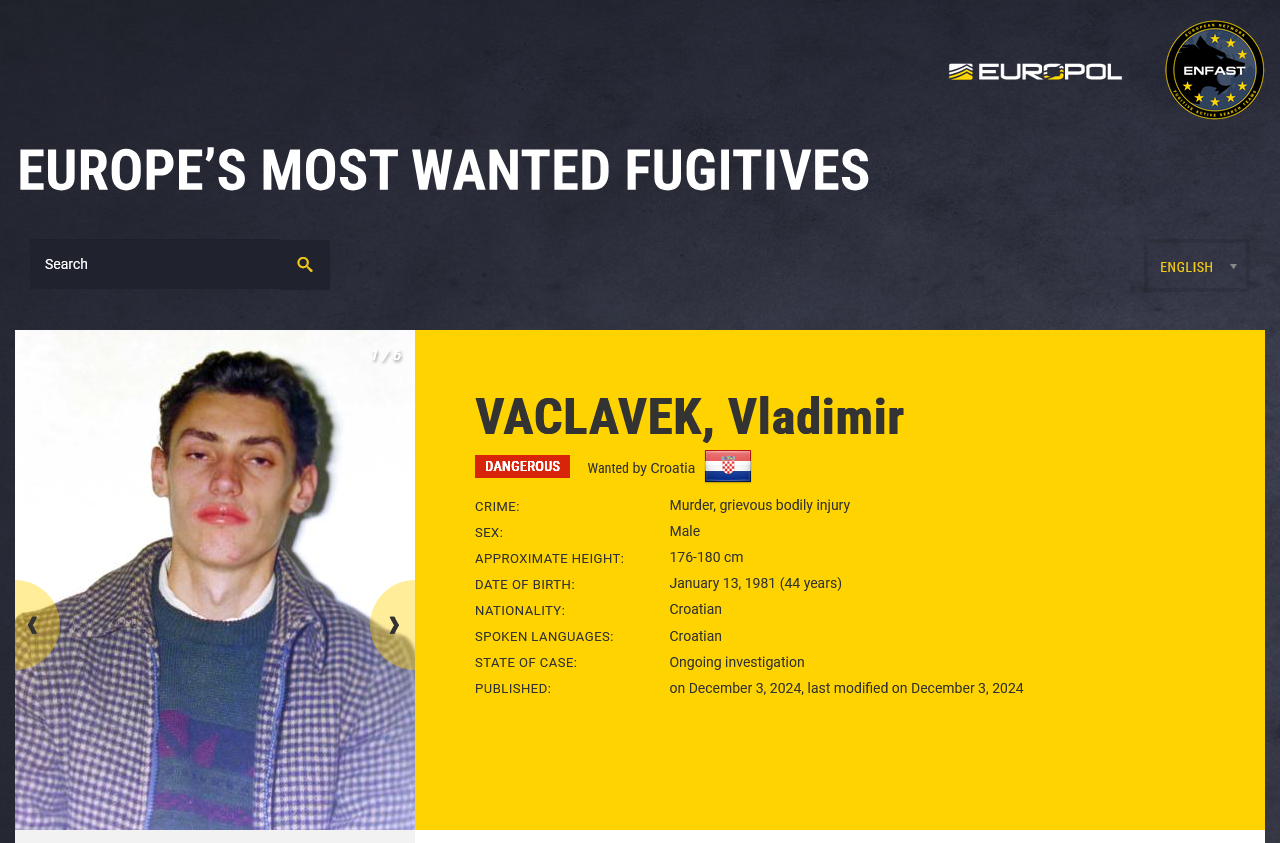 EUROPOL
ENFAST
EUROPE’S MOST WANTED FUGITIVES
Search
ENGLISH
1 / 6
VACLAVEK, Vladimir
DANGEROUS Wanted by Croatia
CRIME: Murder, grievous bodily injury
SEX: Male
APPROXIMATE HEIGHT: 176-180 cm
DATE OF BIRTH: January 13, 1981 (44 years)
NATIONALITY: Croatian
SPOKEN LANGUAGES: Croatian
STATE OF CASE: Ongoing investigation
PUBLISHED: on December 3, 2024, last modified on December 3, 2024